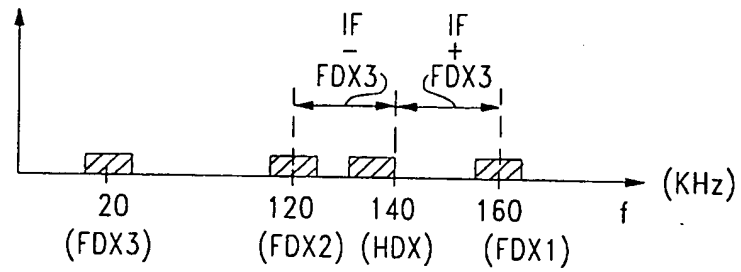 IF IF
− +
FDX3 FDX3
20 120 140 160 f (KHz)
(FDX3) (FDX2) (HDX) (FDX1)